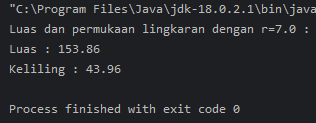 "C:\Program Files\Java\jdk-18.0.2.1\bin\java
Luas dan permukaan lingkaran dengan r=7.0 :
Luas : 153.86
Keliling : 43.96
Process finished with exit code 0